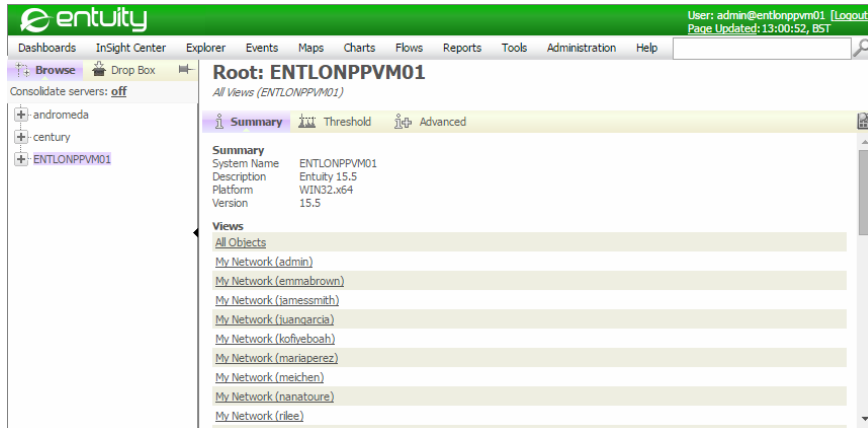 entuity
User: admin@entlonppvm01 [Logout
Page Updated: 13:00:52, BST
Dashboards InSight Center Explorer Events Maps Charts Flows Reports Tools Administration Help
Browse Drop Box
Consolidate servers: off
andromeda
century
ENTLONPPVM01
Root: ENTLONPPVM01
All Views (ENTLONPPVM01)
Summary Threshold Advanced
Summary
System Name ENTLONPPVM01
Description Entuity 15.5
Platform WIN32.x64
Version 15.5
Views
All Objects
My Network (admin)
My Network (emmabrown)
My Network (jamessmith)
My Network (juangarcia)
My Network (kofiyeboah)
My Network (mariaperez)
My Network (meichen)
My Network (nanatoure)
My Network (rilee)